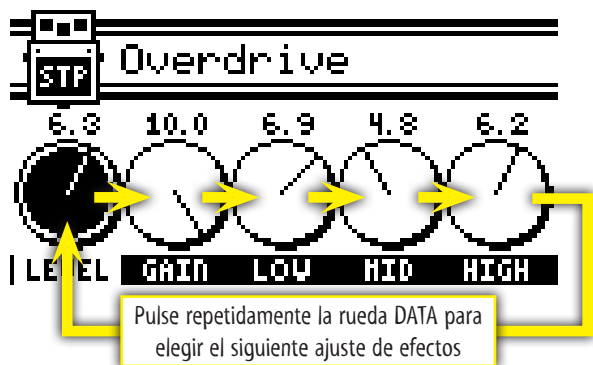 STP
Overdrive
6.3 10.0 6.9 4.8 6.2
LEVEL GAIN LOW MID HIGH
Pulse repetidamente la rueda DATA para
elegir el siguiente ajuste de efectos